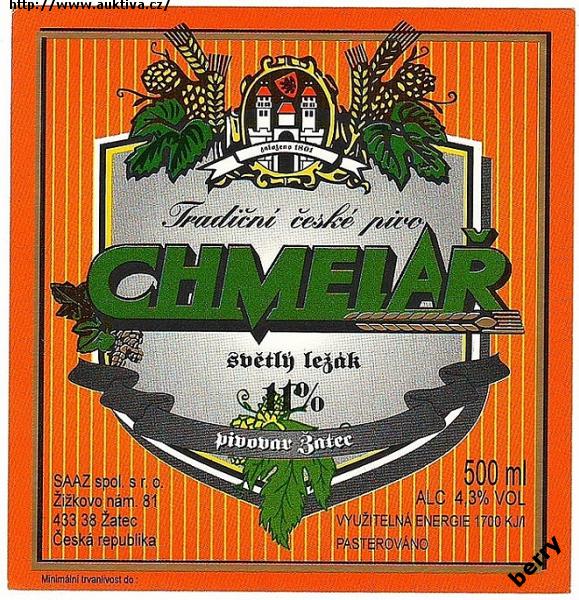 http://www.auktiva.cz/
založeno 1801
Tradiční české pivo
CHMELAŘ
světlý ležák
11%
pivovar Žatec
SAAZ spol. s r. o.
Žižkovo nám. 81
433 38 Žatec
Česká republika
500 ml
ALC 4,3% VOL
VYUŽITELNÁ ENERGIE 1700 KJ/l
PASTEROVÁNO
Minimální trvanlivost do :
berry